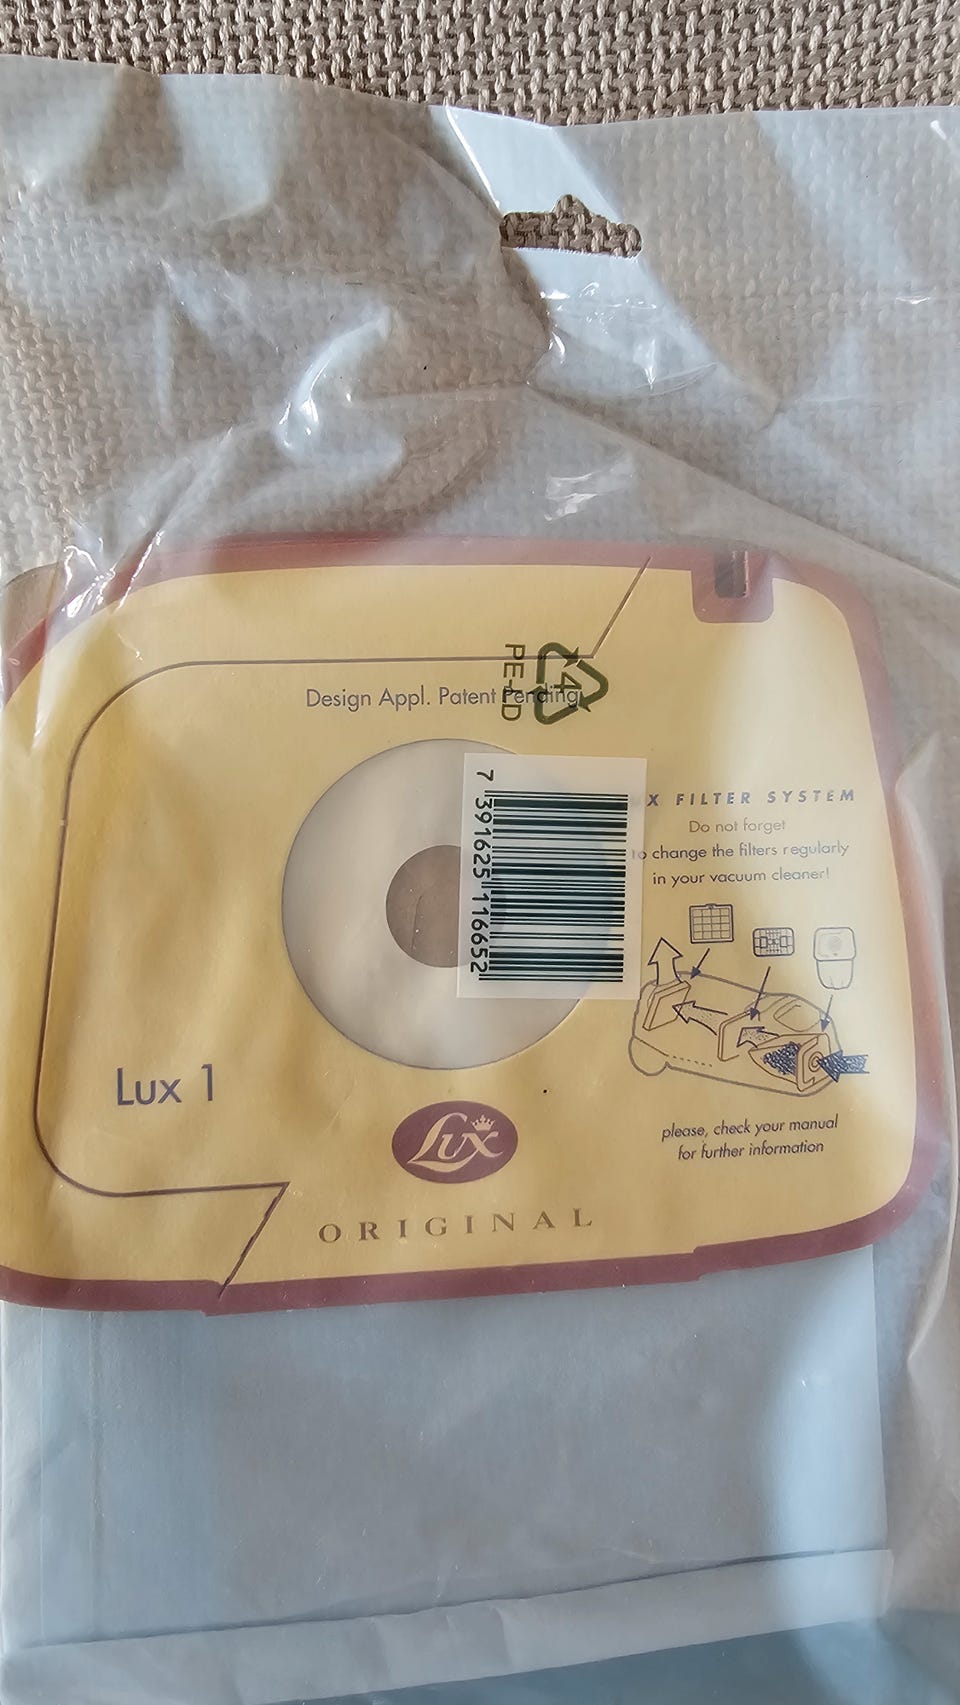 PE-LD
4
Design Appl. Patent Pending
7 391625 116652
X FILTER SYSTEM
Do not forget
to change the filters regularly
in your vacuum cleaner!
Lux 1
Lux
please, check your manual
for further information
ORIGINAL